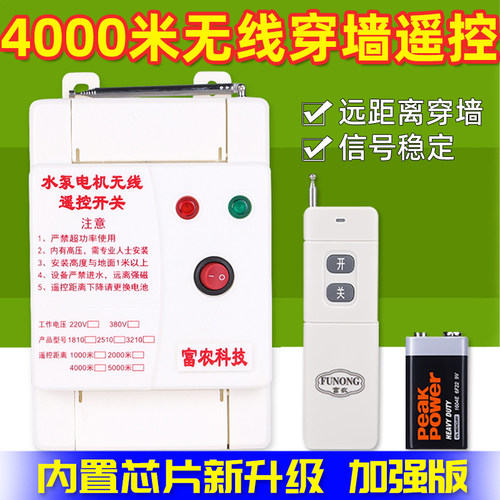 4000米无线穿墙遥控
远距离穿墙
信号稳定
水泵电机无线
遥控开关
注意
1、严禁超功率使用
2、内有高压，需专业人士安装
3、安装高度与地面1米以上
4、设备严禁进水，远离强磁
5、遥控距离下降请更换电池
工作电压 220V 380V
产品型号 1810 2510 3210
遥控距离 1000米 2000米
4000米 5000米
富农科技
开
关
FUNONG
富农
peak
power
HEAVY DUTY
1604E 6F22 9V
内置芯片新升级 加强版